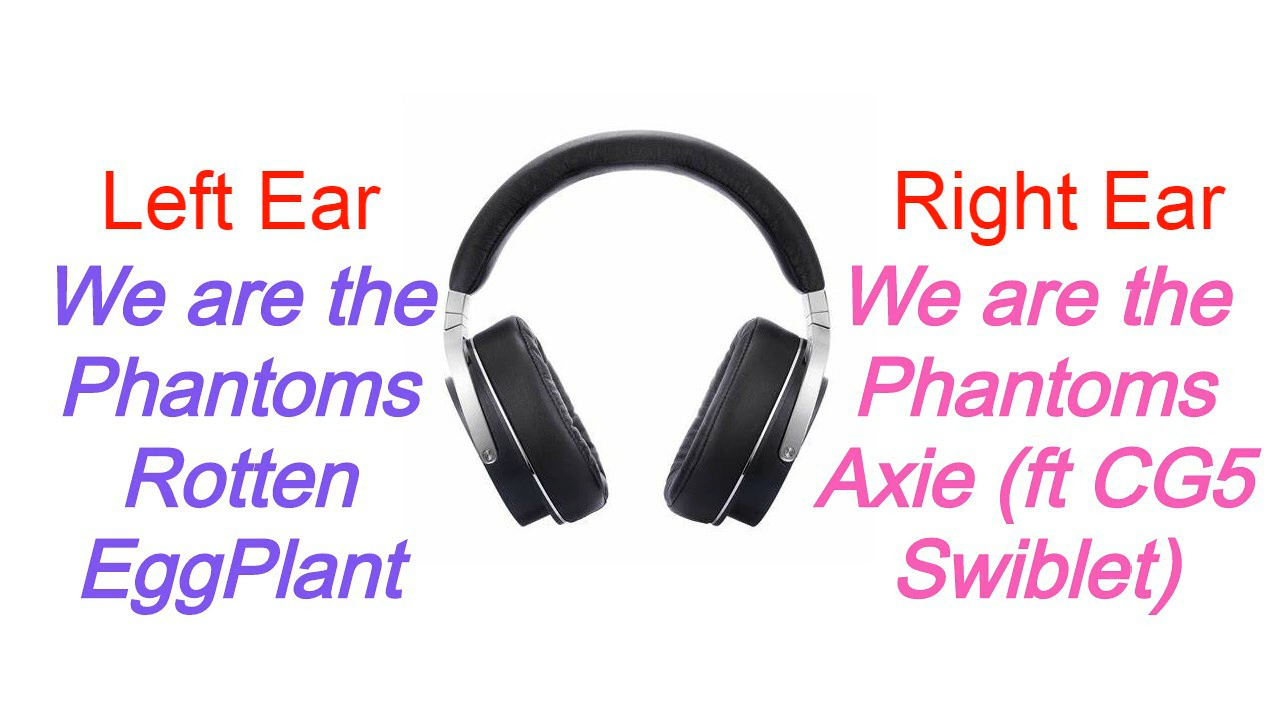 Left Ear
We are the
Phantoms
Rotten
EggPlant
Right Ear
We are the
Phantoms
Axie (ft CG5
Swiblet)